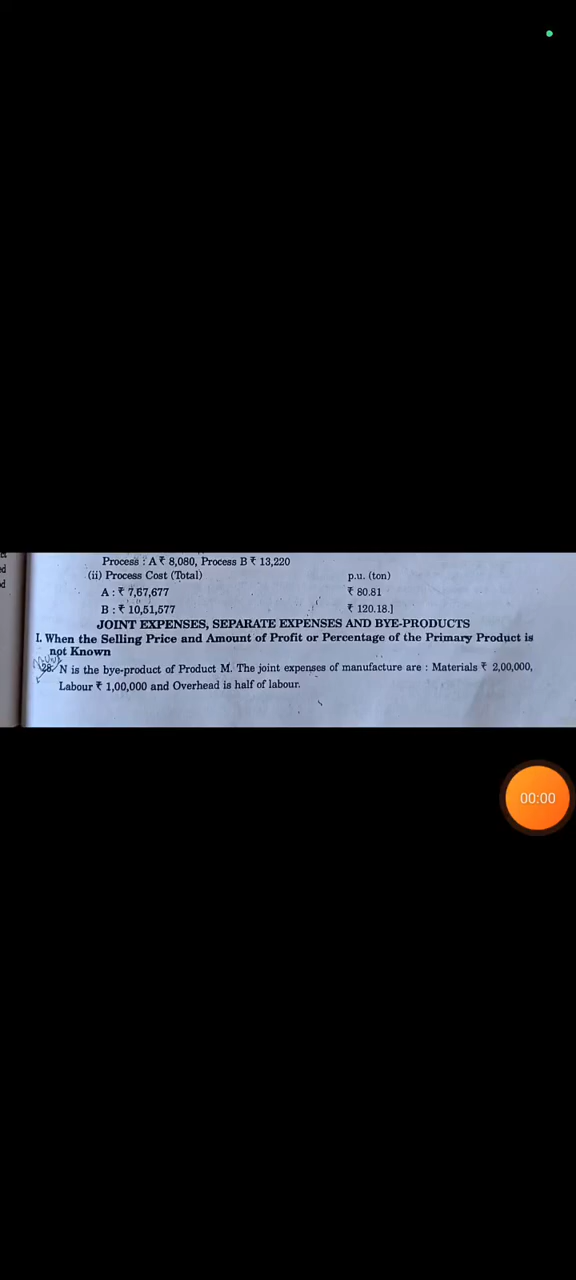 ed
d
Process : A ₹ 8,080, Process B ₹ 13,220
(ii) Process Cost (Total) p.u. (ton)
A : ₹ 7,67,677 ₹ 80.81
B : ₹ 10,51,577 ₹ 120.18.]
JOINT EXPENSES, SEPARATE EXPENSES AND BYE-PRODUCTS
I. When the Selling Price and Amount of Profit or Percentage of the Primary Product is
not Known
28. N is the bye-product of Product M. The joint expenses of manufacture are : Materials ₹ 2,00,000,
Labour ₹ 1,00,000 and Overhead is half of labour.
00:00